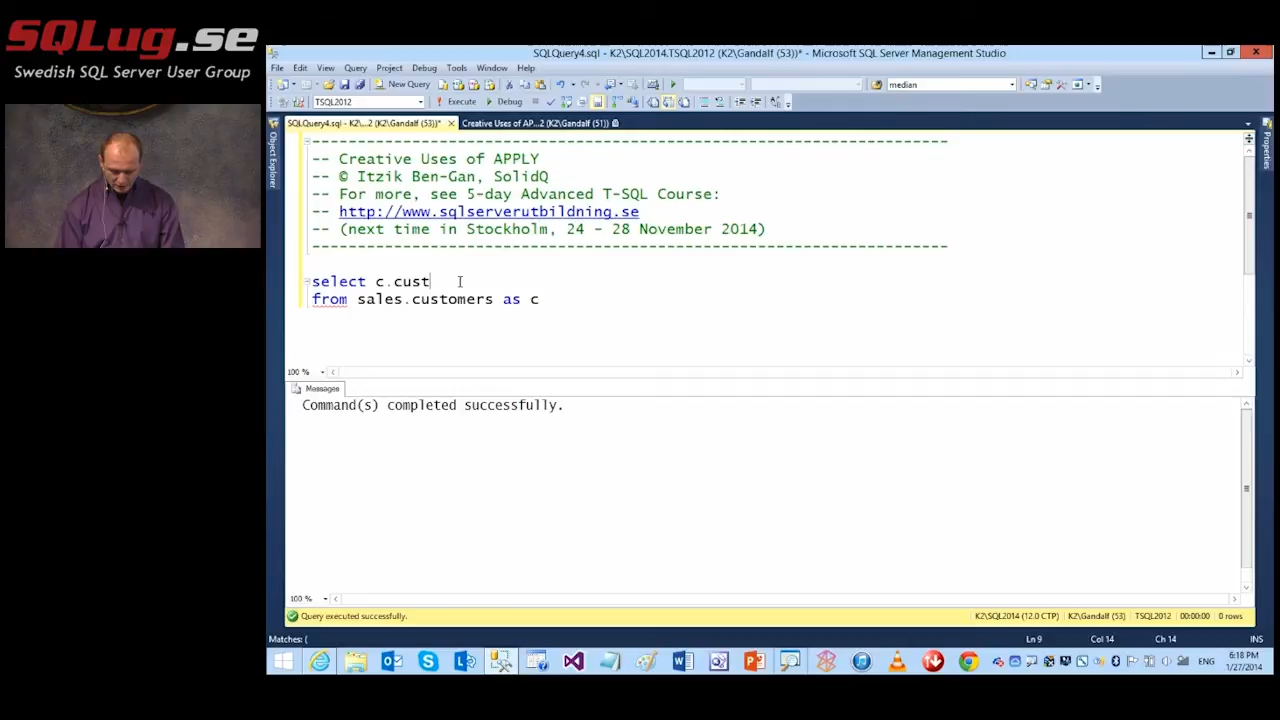 SQLug.se
Swedish SQL Server User Group
SQLQuery4.sql - K2\SQL2014.TSQL2012 (K2\Gandalf (53))* - Microsoft SQL Server Management Studio
File Edit View Query Project Debug Tools Window Help
New Query
median
TSQL2012
Execute
Debug
SQLQuery4.sql - K2\...2 (K2\Gandalf (53))*
Creative Uses of AP...2 (K2\Gandalf (51))
Object Explorer
Properties
-- Creative Uses of APPLY
-- © Itzik Ben-Gan, SolidQ
-- For more, see 5-day Advanced T-SQL Course:
-- http://www.sqlserverutbildning.se
-- (next time in Stockholm, 24 - 28 November 2014)
select c.cust
from sales.customers as c
100 %
Messages
Command(s) completed successfully.
100 %
Query executed successfully.
K2\SQL2014 (12.0 CTP)
K2\Gandalf (53)
TSQL2012
00:00:00
0 rows
Matches: (
Ln 9
Col 14
Ch 14
INS
ENG
6:18 PM
1/27/2014